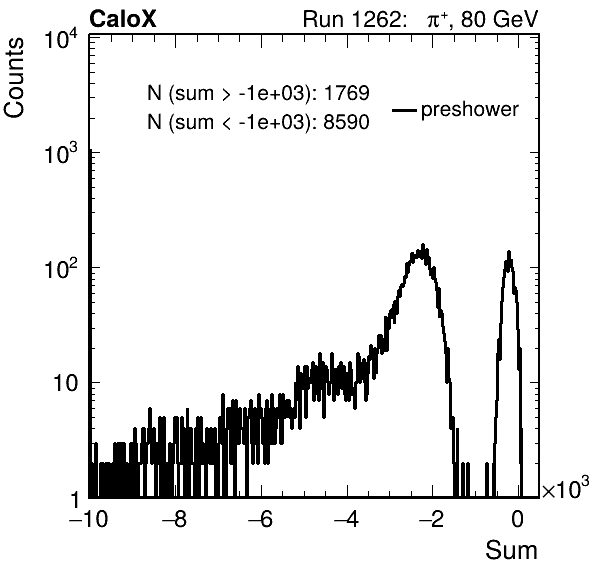 CaloX Run 1262: π⁺, 80 GeV
Counts
N (sum > -1e+03): 1769
N (sum < -1e+03): 8590
preshower
10⁴
10³
10²
10
1
−10 −8 −6 −4 −2 0 ×10³
Sum